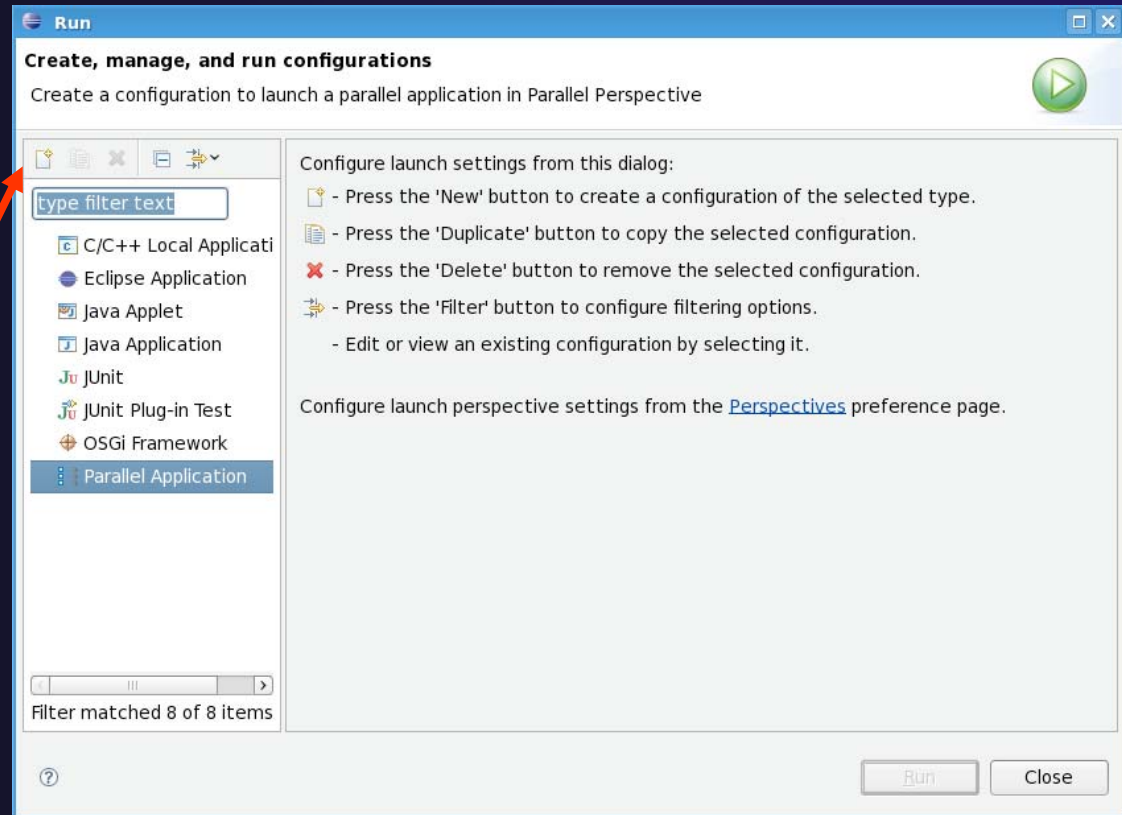 Run
Create, manage, and run configurations
Create a configuration to launch a parallel application in Parallel Perspective
type filter text
C/C++ Local Applicati
Eclipse Application
Java Applet
Java Application
Ju JUnit
Ju JUnit Plug-in Test
OSGi Framework
Parallel Application
Filter matched 8 of 8 items
Configure launch settings from this dialog:
- Press the 'New' button to create a configuration of the selected type.
- Press the 'Duplicate' button to copy the selected configuration.
- Press the 'Delete' button to remove the selected configuration.
- Press the 'Filter' button to configure filtering options.
- Edit or view an existing configuration by selecting it.
Configure launch perspective settings from the Perspectives preference page.
?
Run
Close